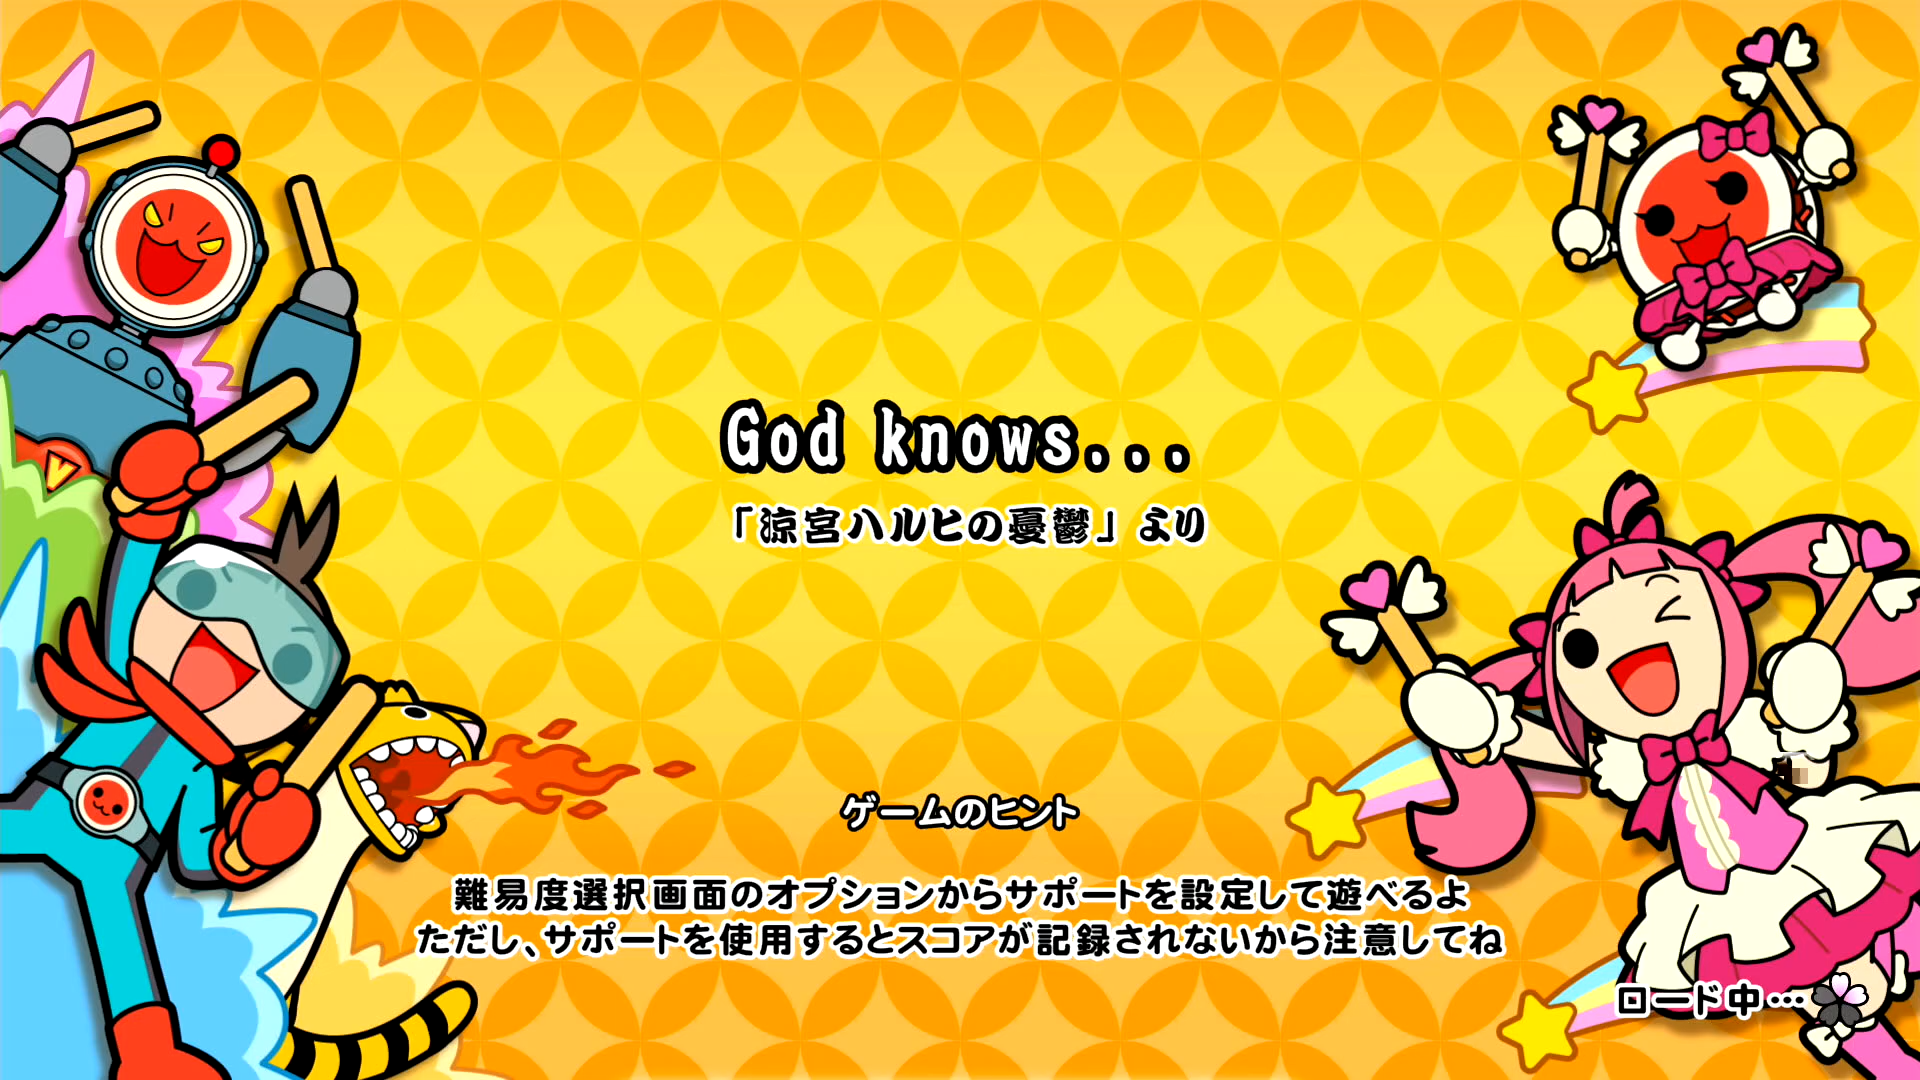 God knows...
「涼宮ハルヒの憂鬱」より
ゲームのヒント
難易度選択画面のオプションからサポートを設定して遊べるよ
ただし、サポートを使用するとスコアが記録されないから注意してね
ロード中…